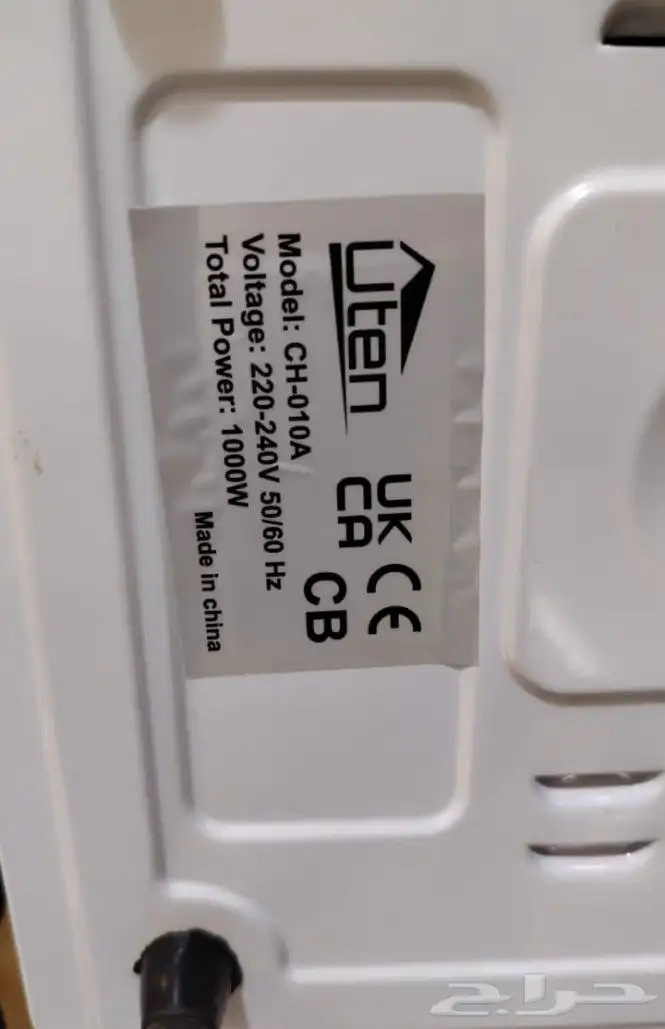 Uten
UK
CA
CE
CB
Model: CH-010A
Voltage: 220-240V 50/60 Hz
Total Power: 1000W
Made in china
حراج